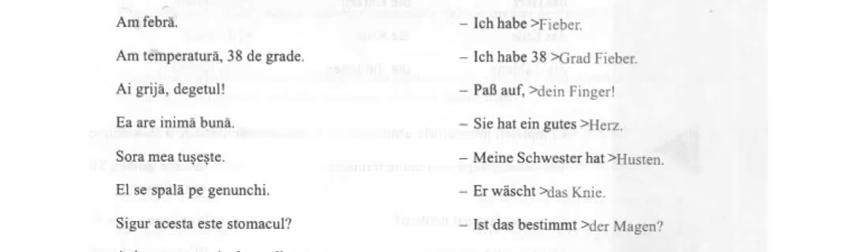 Am febră. – Ich habe >Fieber.
Am temperatură, 38 de grade. – Ich habe 38 >Grad Fieber.
Ai grijă, degetul! – Paß auf, >dein Finger!
Ea are inimă bună. – Sie hat ein gutes >Herz.
Sora mea tușește. – Meine Schwester hat >Husten.
El se spală pe genunchi. – Er wäscht >das Knie.
Sigur acesta este stomacul? – Ist das bestimmt >der Magen?